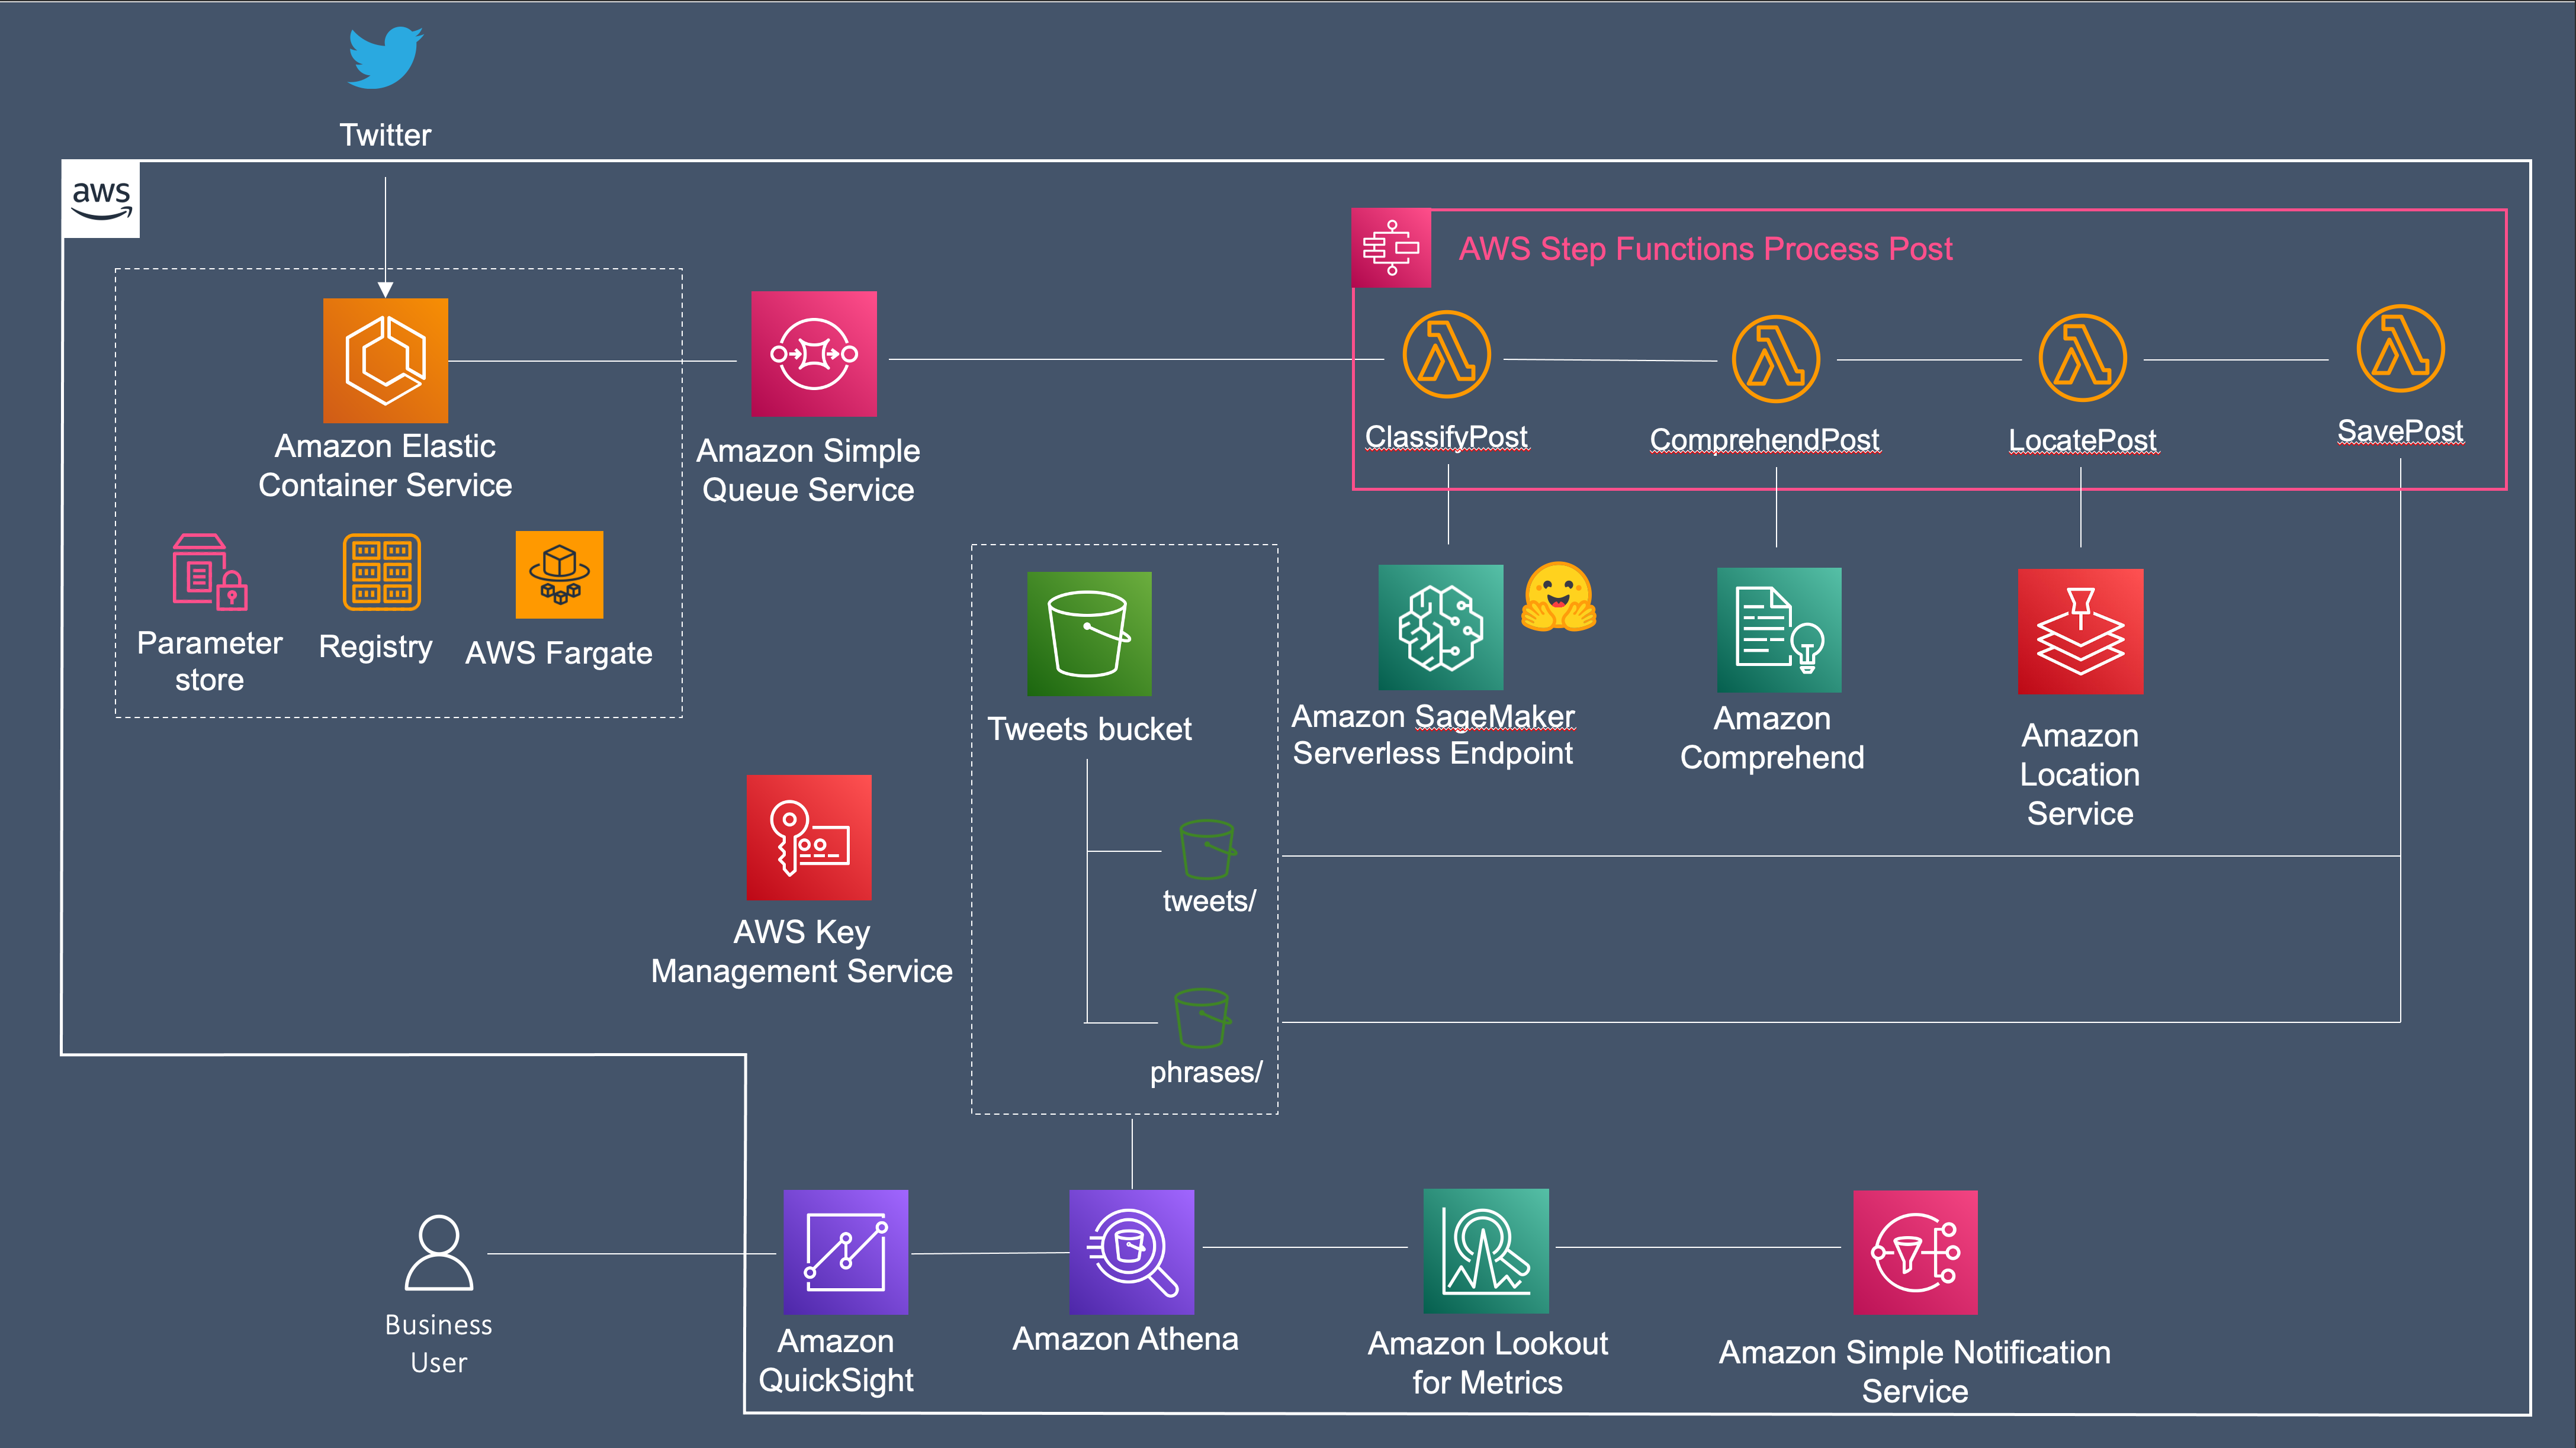 Twitter
aws
AWS Step Functions Process Post
Amazon Elastic
Container Service
Amazon Simple
Queue Service
ClassifyPost
ComprehendPost
LocatePost
SavePost
Parameter
store
Registry
AWS Fargate
Tweets bucket
Amazon SageMaker
Serverless Endpoint
Amazon
Comprehend
Amazon
Location
Service
tweets/
AWS Key
Management Service
phrases/
Business
User
Amazon
QuickSight
Amazon Athena
Amazon Lookout
for Metrics
Amazon Simple Notification
Service